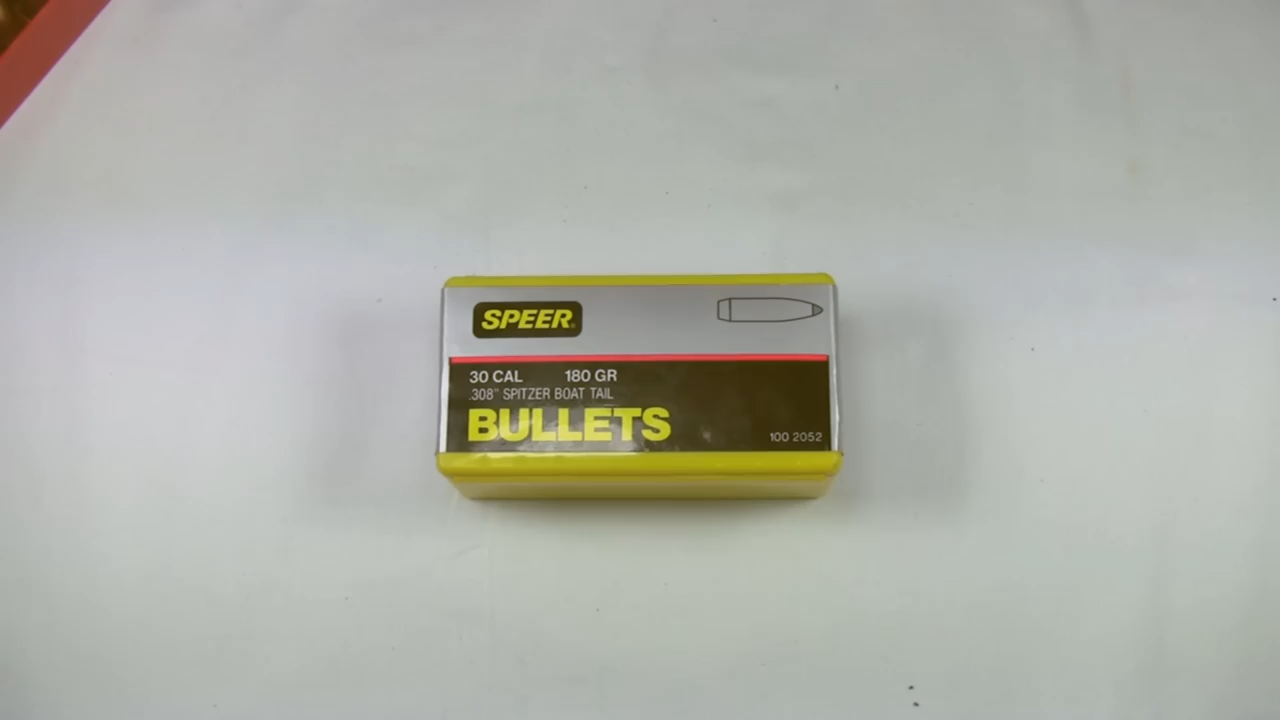 SPEER
30 CAL 180 GR
.308" SPITZER BOAT TAIL
BULLETS
100 2052